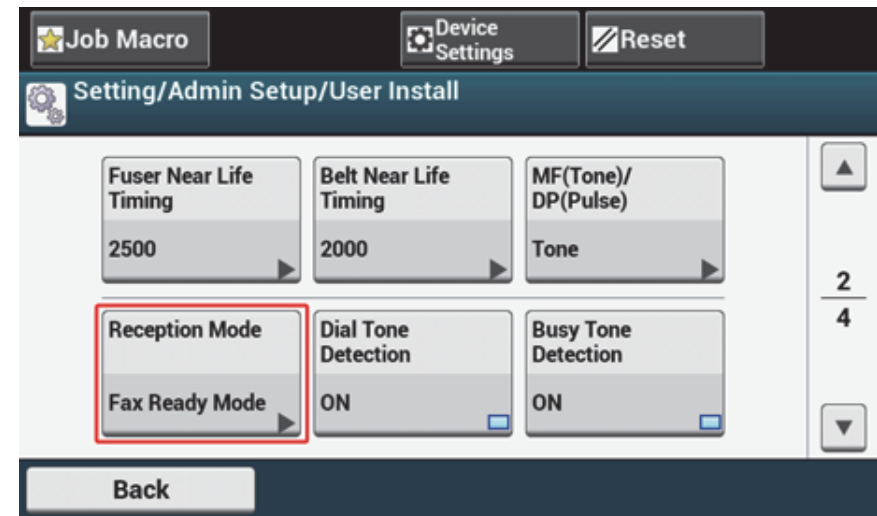 Job Macro
Device
Settings
Reset
Setting/Admin Setup/User Install
Fuser Near Life
Timing
2500
Belt Near Life
Timing
2000
MF(Tone)/
DP(Pulse)
Tone
2
4
Reception Mode
Fax Ready Mode
Dial Tone
Detection
ON
Busy Tone
Detection
ON
Back